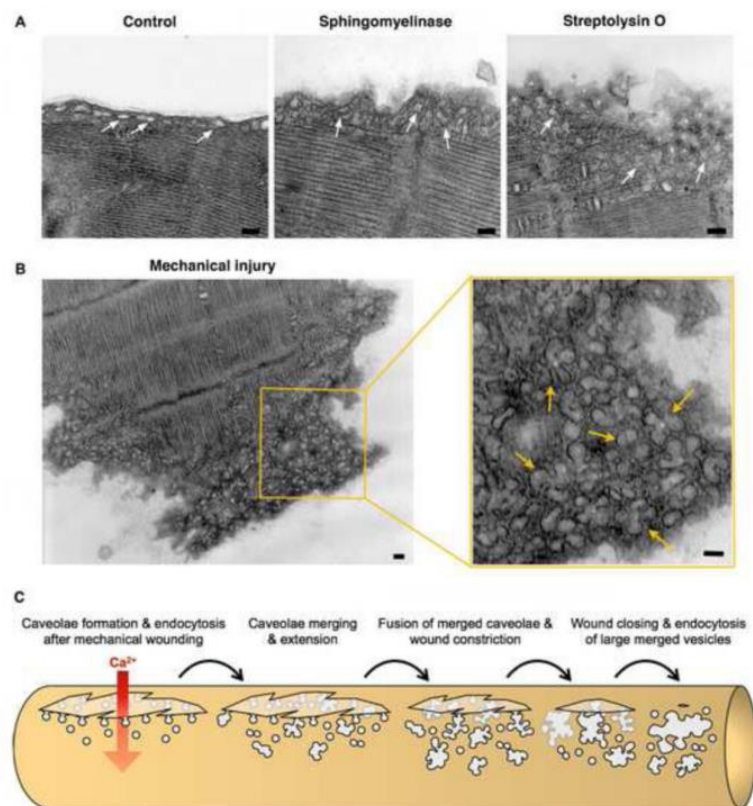 A
Control
Sphingomyelinase
Streptolysin O
B
Mechanical injury
C
Caveolae formation & endocytosis
after mechanical wounding
Caveolae merging
& extension
Fusion of merged caveolae &
wound constriction
Wound closing & endocytosis
of large merged vesicles
Ca2+